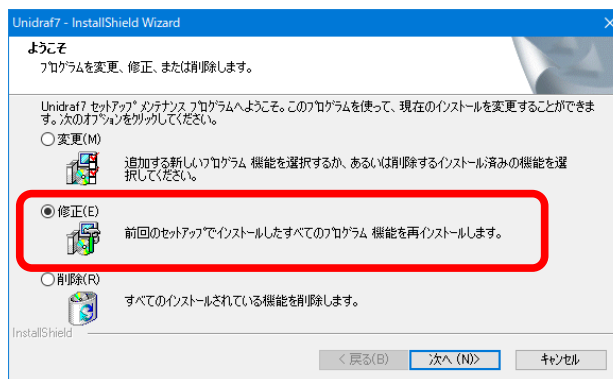 Unidraf7 - InstallShield Wizard
ようこそ
プログラムを変更、修正、または削除します。
Unidraf7 セットアップ メンテナンス プログラムへようこそ。このプログラムを使って、現在のインストールを変更することができま
す。次のオプションをクリックしてください。
変更(M)
追加する新しいプログラム 機能を選択するか、あるいは削除するインストール済みの機能を選
択してください。
修正(E)
前回のセットアップでインストールしたすべてのプログラム 機能を再インストールします。
削除(R)
すべてのインストールされている機能を削除します。
InstallShield
< 戻る(B)
次へ (N)>
キャンセル